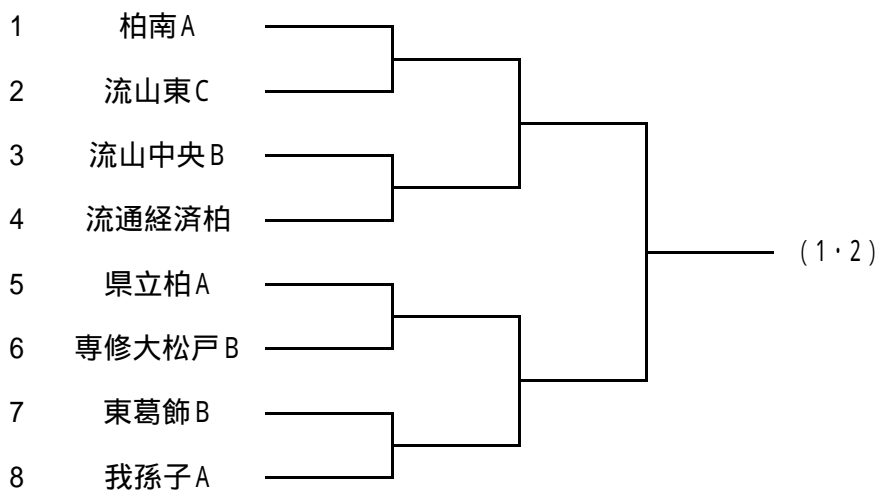 1 柏南A
2 流山東C
3 流山中央B
4 流通経済柏
(1・2)
5 県立柏A
6 専修大松戸B
7 東葛飾B
8 我孫子A